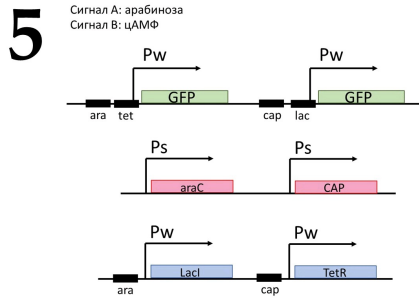 5
Сигнал А: арабиноза
Сигнал В: цАМФ
Pw Pw
GFP GFP
ara tet cap lac
Ps Ps
araC CAP
Pw Pw
LacI TetR
ara cap